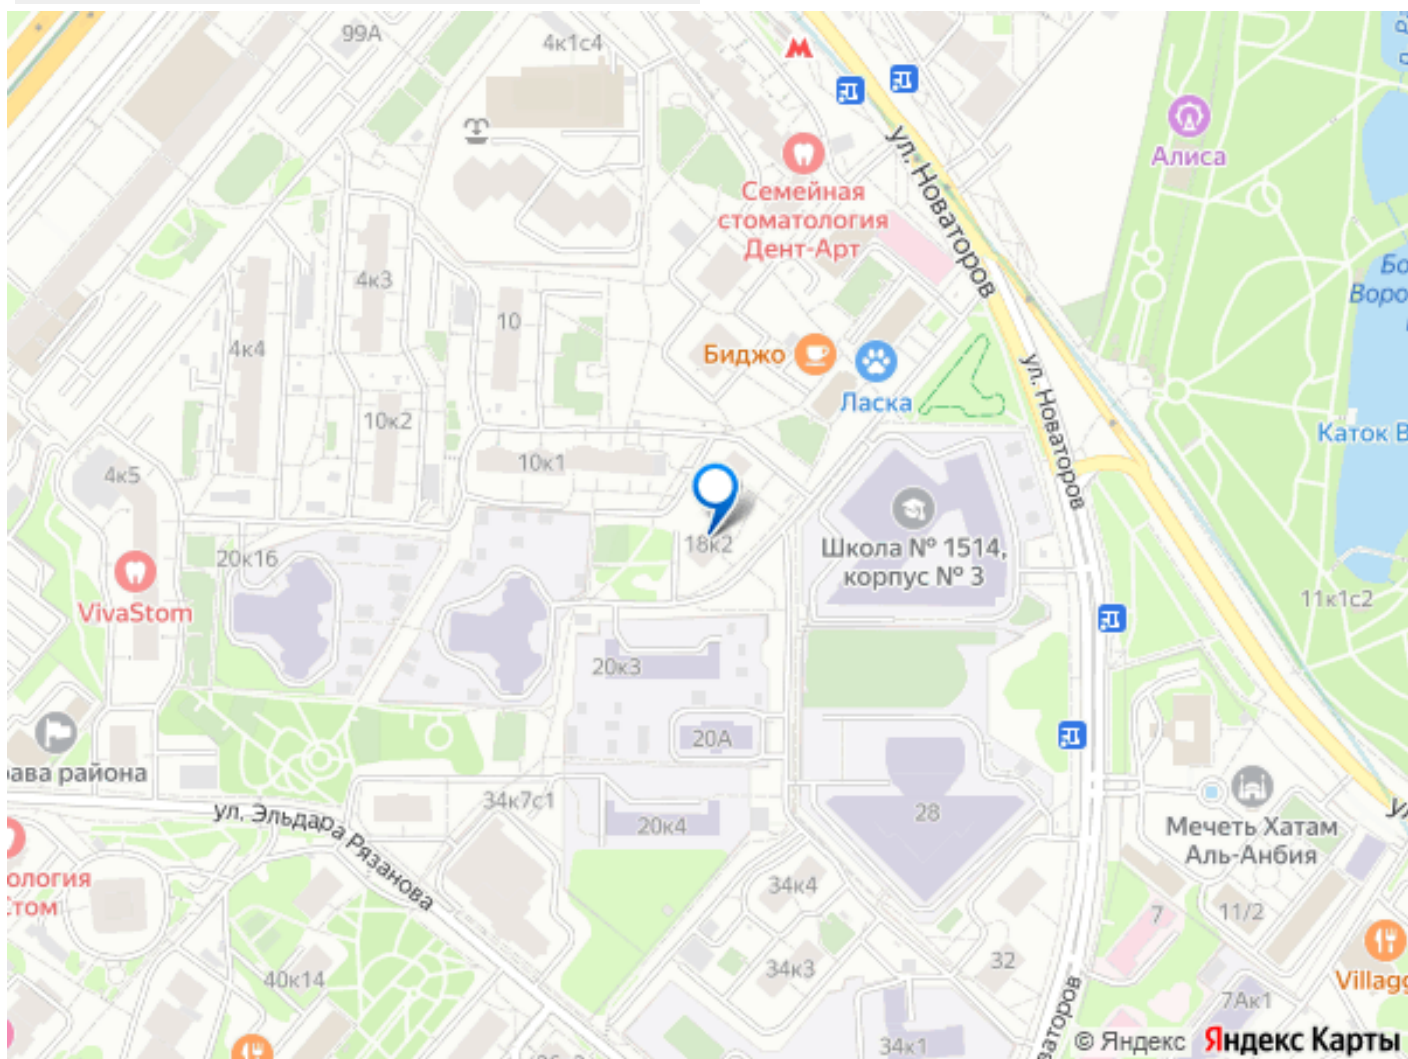 99А
4к1с4
ул. Новаторов
Алиса
Семейная
стоматология
Дент-Арт
4к3
10
4к4
Биджо
Ласка
ул. Новаторов
10к2
Каток В
10к1
4к5
18к2
Школа № 1514,
корпус № 3
20к16
VivaStom
11к1с2
20к3
20А
ава района
34к7с1
ул. Эльдара Рязанова
20к4
28
Мечеть Хатам
Аль-Анбия
ология
Стом
34к4
7
11/2
40к14
34к3
32
Villagg
7Ак1
34к1
ваторов
© Яндекс
Яндекс Карты